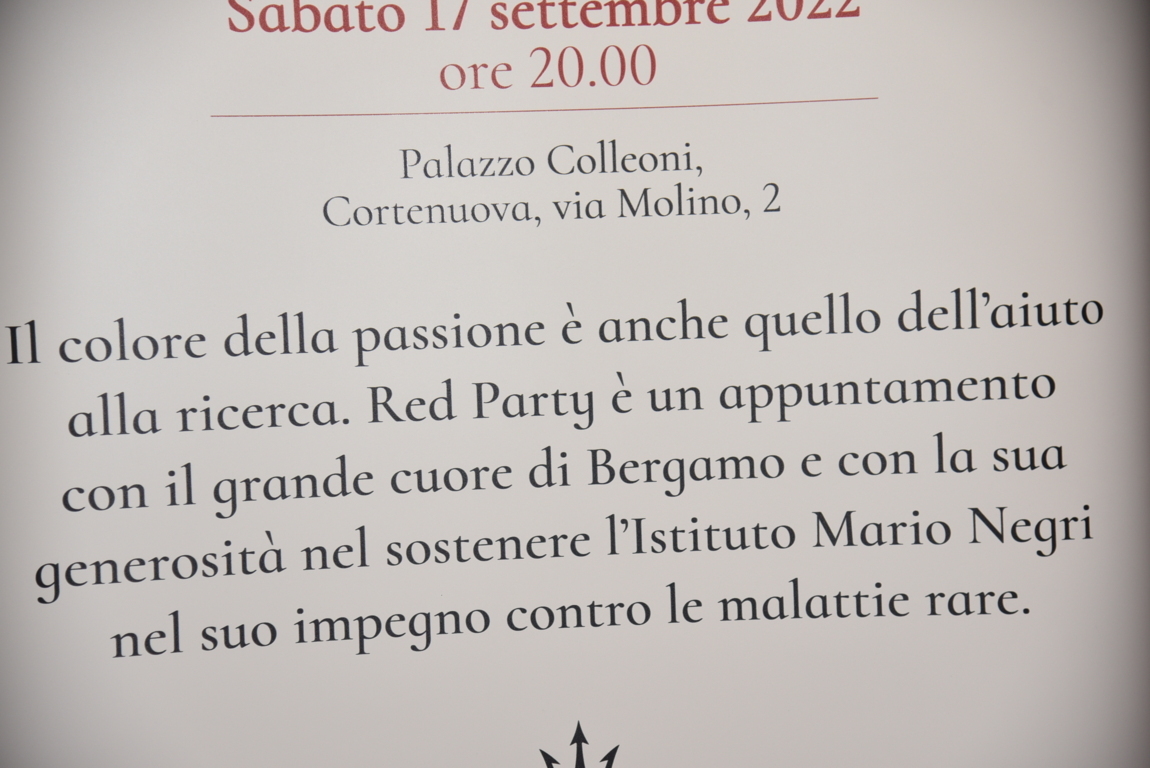 Sabato 17 settembre 2022
ore 20.00
Palazzo Colleoni,
Cortenuova, via Molino, 2
Il colore della passione è anche quello dell’aiuto
alla ricerca. Red Party è un appuntamento
con il grande cuore di Bergamo e con la sua
generosità nel sostenere l’Istituto Mario Negri
nel suo impegno contro le malattie rare.